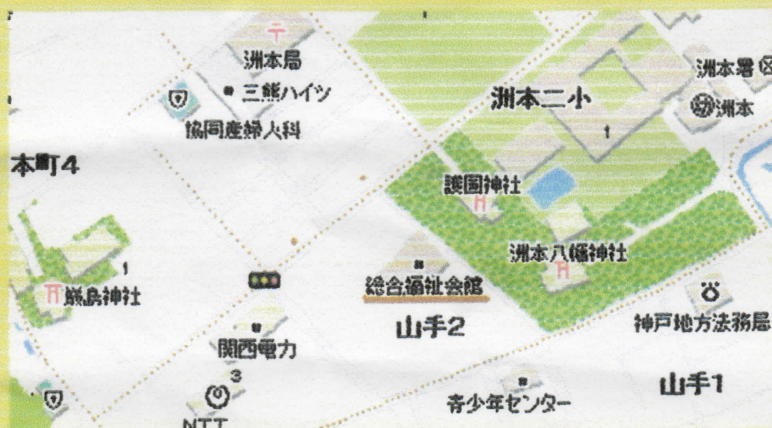 洲本局
三熊ハイツ
協同産婦人科
洲本二小
洲本署
洲本
1
本町4
護国神社
洲本八幡神社
1
厳島神社
総合福祉会館
山手2
関西電力
神戸地方法務局
山手1
青少年センター
3
NTT